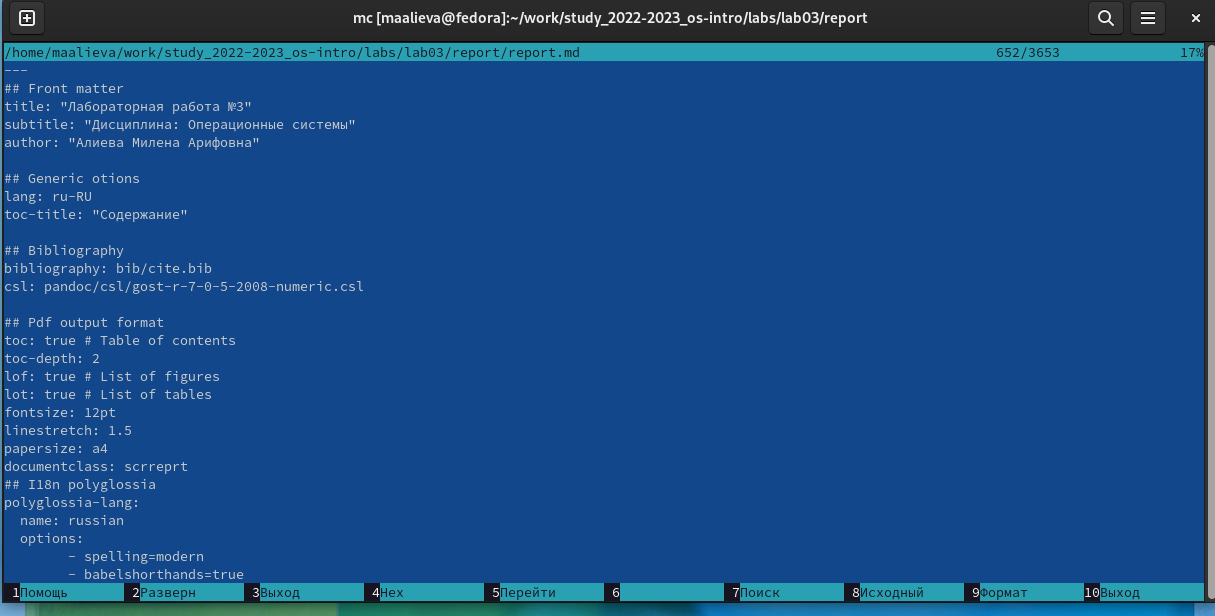 mc [maalieva@fedora]:~/work/study_2022-2023_os-intro/labs/lab03/report
/home/maalieva/work/study_2022-2023_os-intro/labs/lab03/report/report.md 652/3653 17%
---
## Front matter
title: "Лабораторная работа №3"
subtitle: "Дисциплина: Операционные системы"
author: "Алиева Милена Арифовна"
## Generic otions
lang: ru-RU
toc-title: "Содержание"
## Bibliography
bibliography: bib/cite.bib
csl: pandoc/csl/gost-r-7-0-5-2008-numeric.csl
## Pdf output format
toc: true # Table of contents
toc-depth: 2
lof: true # List of figures
lot: true # List of tables
fontsize: 12pt
linestretch: 1.5
papersize: a4
documentclass: scrreprt
## I18n polyglossia
polyglossia-lang:
  name: russian
  options:
        - spelling=modern
        - babelshorthands=true
1Помощь 2Разверн 3Выход 4Hex 5Перейти 6 7Поиск 8Исходный 9Формат 10Выход